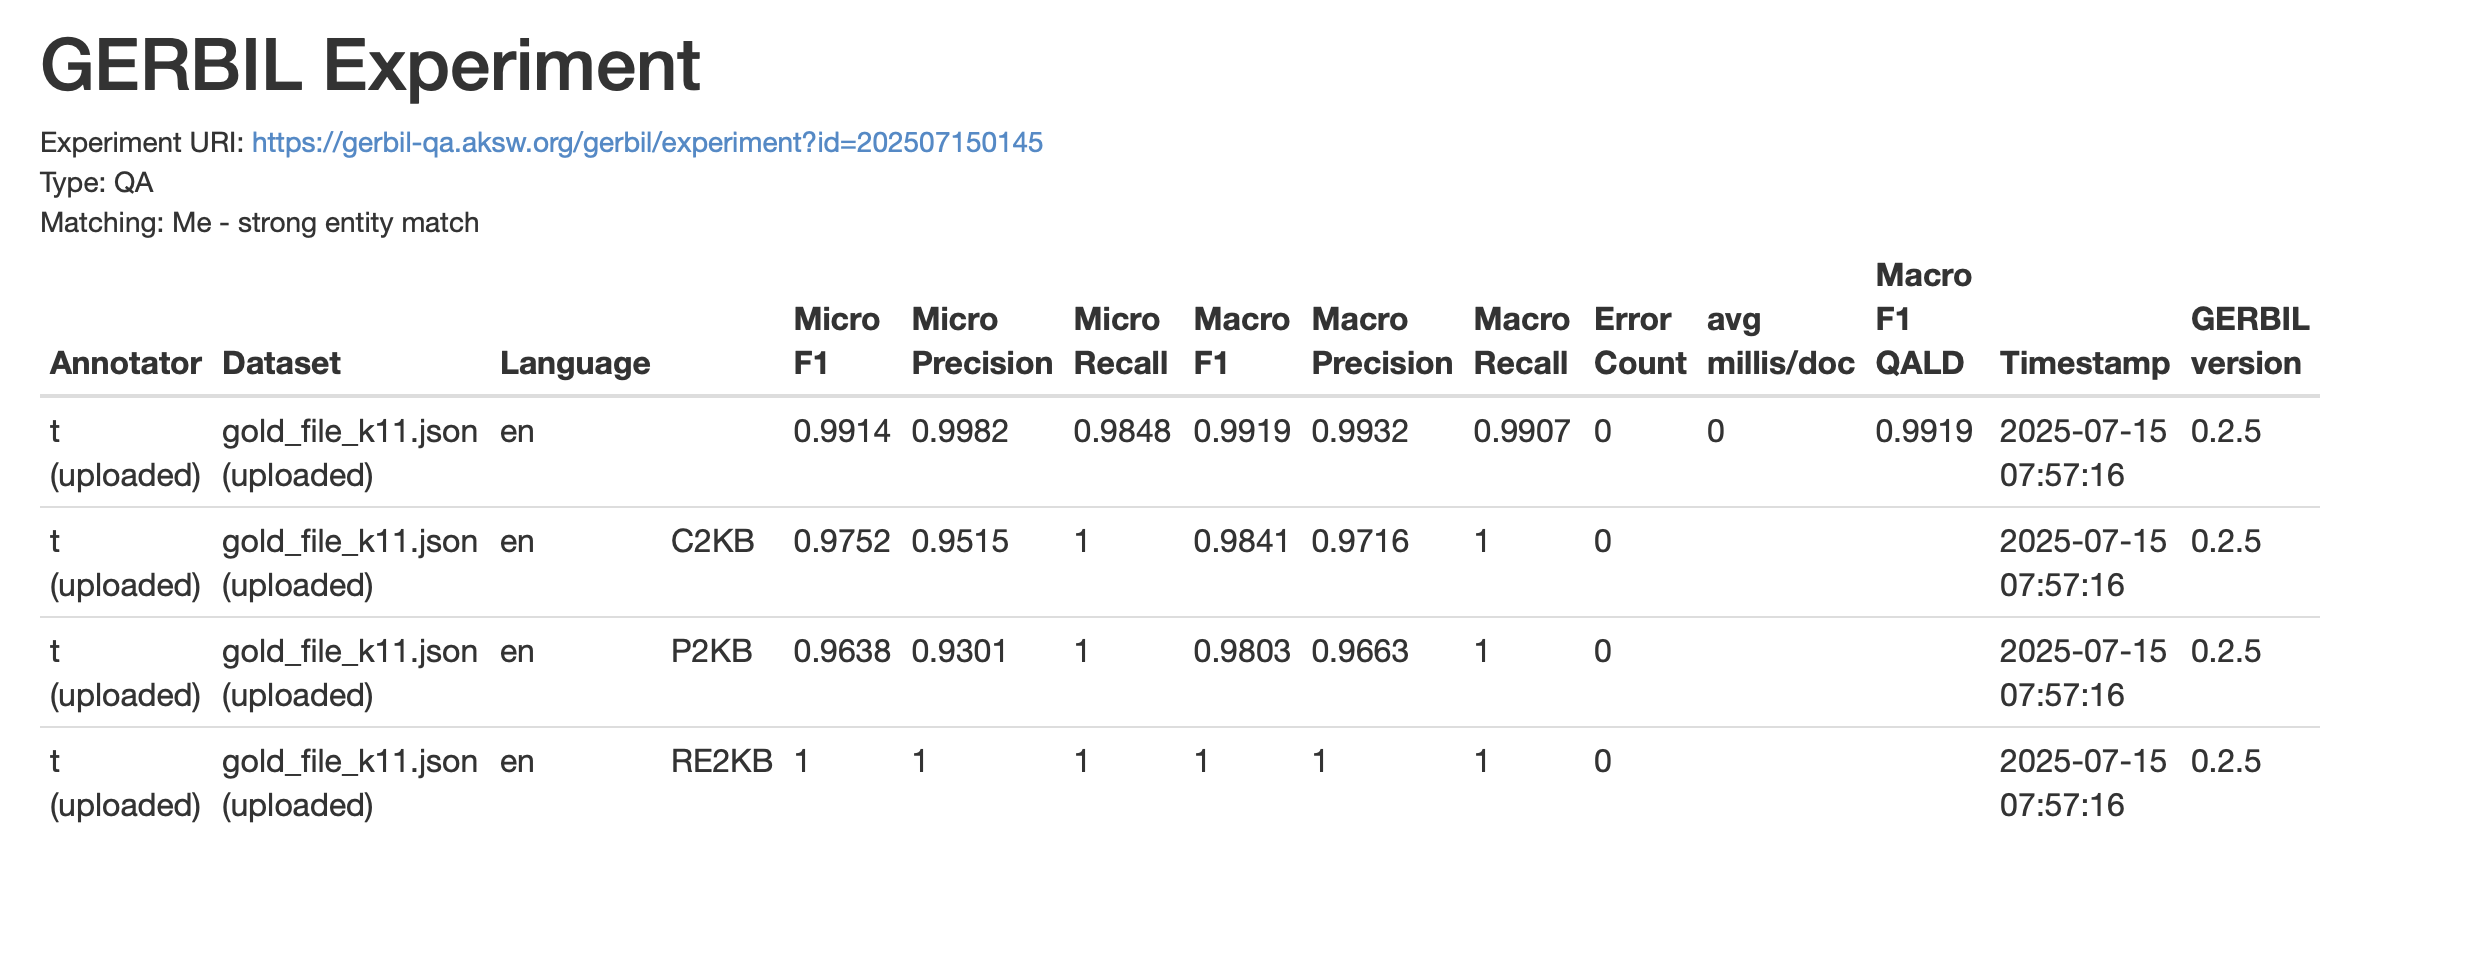 GERBIL Experiment
Experiment URI: https://gerbil-qa.aksw.org/gerbil/experiment?id=202507150145
Type: QA
Matching: Me - strong entity match
Annotator Dataset Language Micro F1 Micro Precision Micro Recall Macro F1 Macro Precision Macro Recall Error Count avg millis/doc Macro F1 QALD Timestamp GERBIL version
t (uploaded) gold_file_k11.json (uploaded) en 0.9914 0.9982 0.9848 0.9919 0.9932 0.9907 0 0 0.9919 2025-07-15 07:57:16 0.2.5
t (uploaded) gold_file_k11.json (uploaded) en C2KB 0.9752 0.9515 1 0.9841 0.9716 1 0 2025-07-15 07:57:16 0.2.5
t (uploaded) gold_file_k11.json (uploaded) en P2KB 0.9638 0.9301 1 0.9803 0.9663 1 0 2025-07-15 07:57:16 0.2.5
t (uploaded) gold_file_k11.json (uploaded) en RE2KB 1 1 1 1 1 1 0 2025-07-15 07:57:16 0.2.5